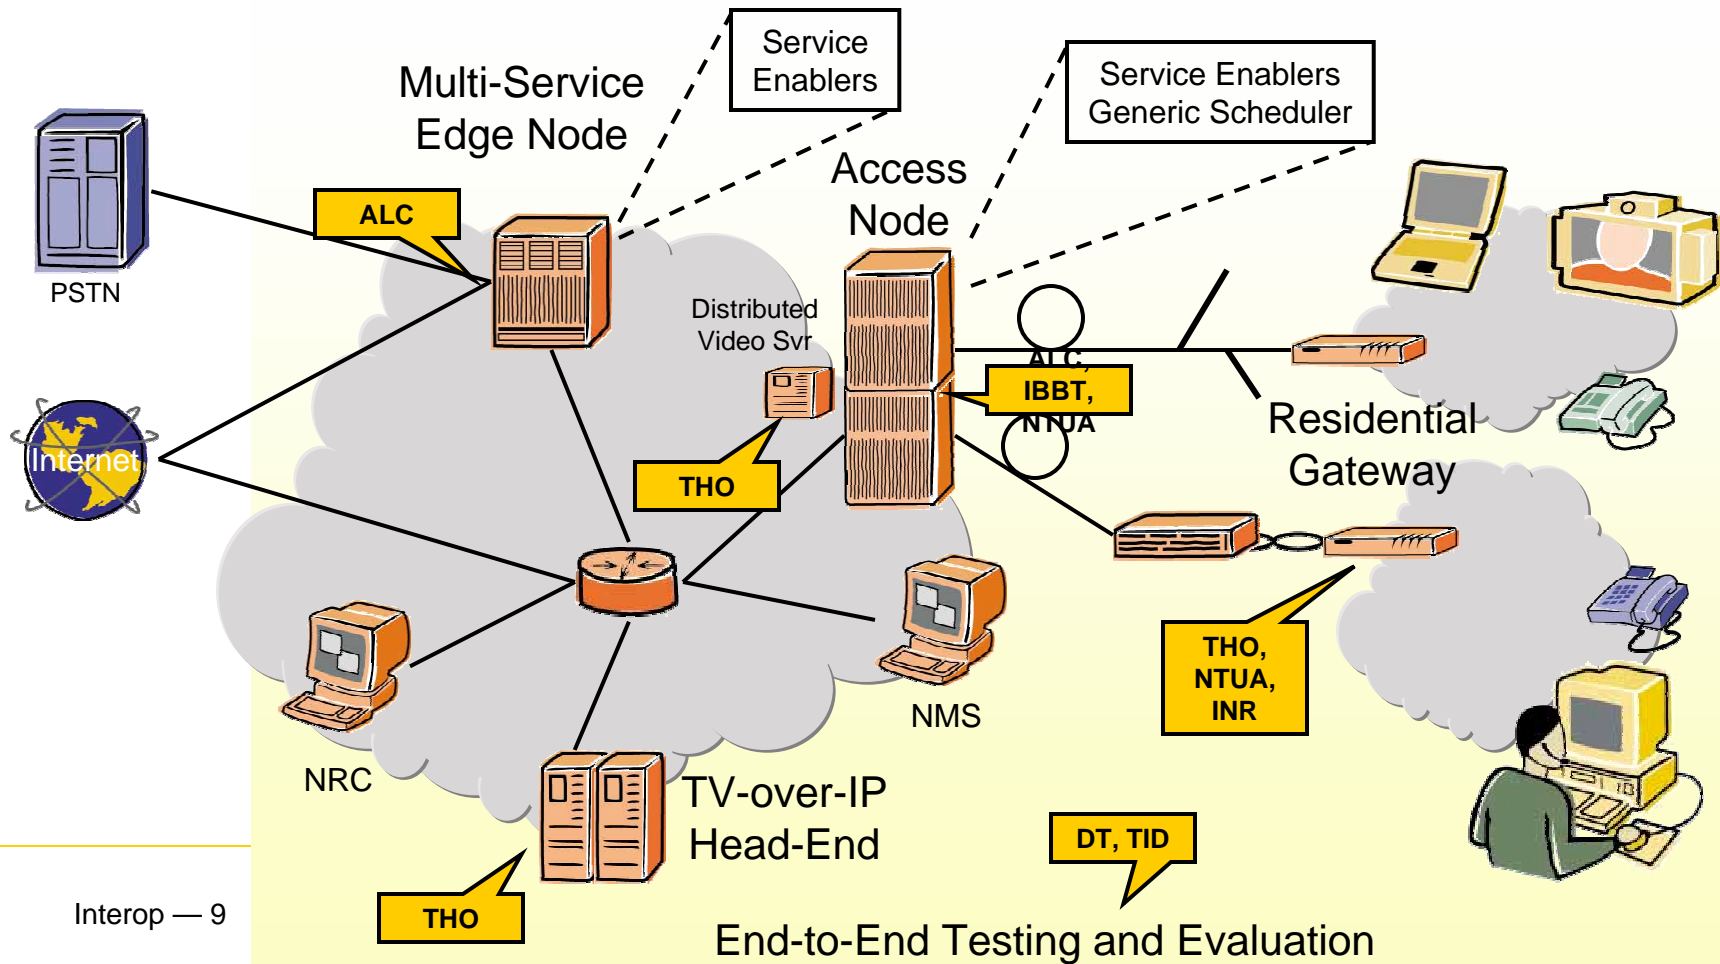 Service
Enablers
Service Enablers
Generic Scheduler
Multi-Service
Edge Node
Access
Node
ALC
PSTN
Distributed
Video Svr
ALC,
IBBT,
NTUA
Internet
Residential
Gateway
THO
THO,
NTUA,
INR
NMS
NRC
TV-over-IP
Head-End
DT, TID
THO
Interop — 9
End-to-End Testing and Evaluation